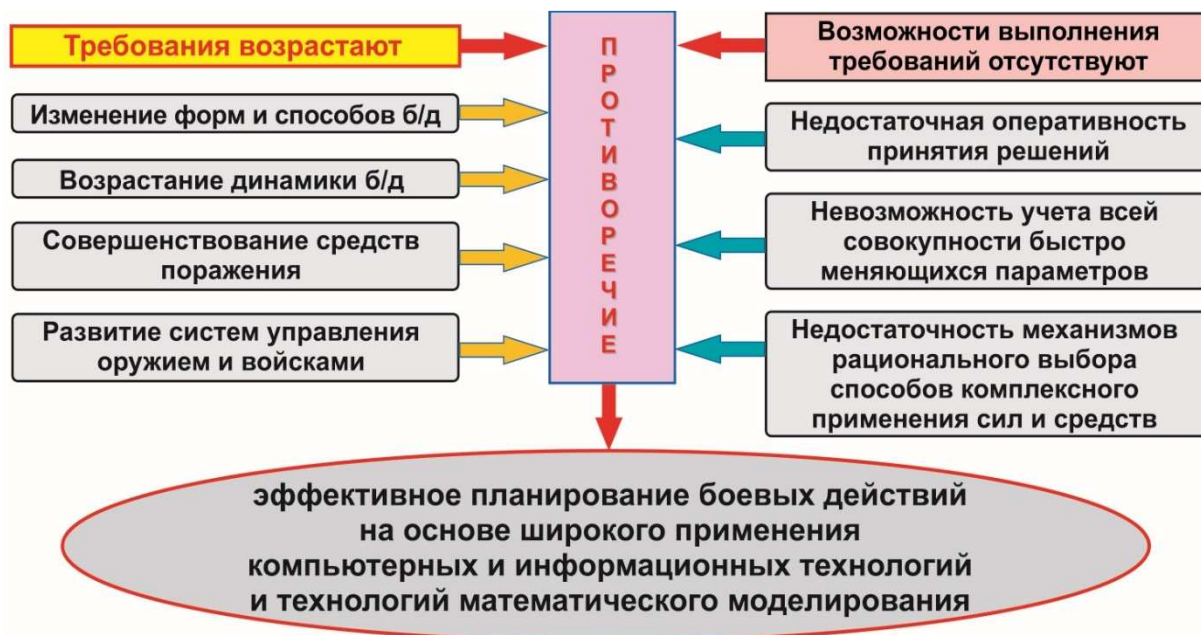 Требования возрастают
Изменение форм и способов б/д
Возрастание динамики б/д
Совершенствование средств
поражения
Развитие систем управления
оружием и войсками
ПРОТИВОРЕЧИЕ
Возможности выполнения
требований отсутствуют
Недостаточная оперативность
принятия решений
Невозможность учета всей
совокупности быстро
меняющихся параметров
Недостаточность механизмов
рационального выбора
способов комплексного
применения сил и средств
эффективное планирование боевых действий
на основе широкого применения
компьютерных и информационных технологий
и технологий математического моделирования